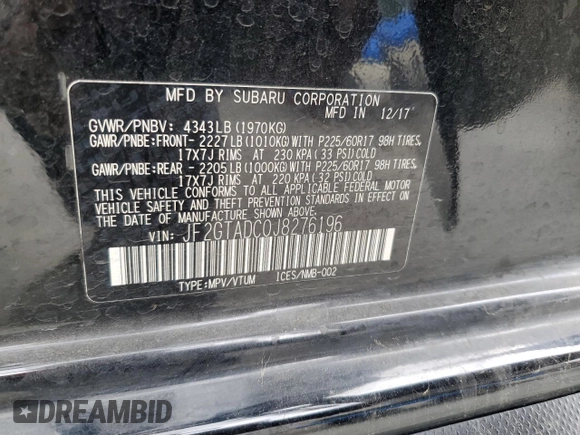 MFD BY SUBARU CORPORATION
MFD IN 12/17
GVWR/PNBV: 4343LB (1970KG)
GAWR/PNBE:FRONT- 2227LB (1010KG) WITH P225/60R17 98H TIRES,
17X7J RIMS AT 230 KPA (33 PSI) COLD
GAWR/PNBE:REAR - 2205LB (1000KG) WITH P225/60R17 98H TIRES,
17X7J RIMS AT 220 KPA (32 PSI) COLD
THIS VEHICLE CONFORMS TO ALL APPLICABLE FEDERAL MOTOR
VEHICLE SAFETY AND THEFT PREVENTION STANDARDS IN EFFECT ON
THE DATE OF MANUFACTURE SHOWN ABOVE.
VIN: JF2GTADC0J8276196
TYPE:MPV/VTUM ICES/NMB-002
DREAMBID